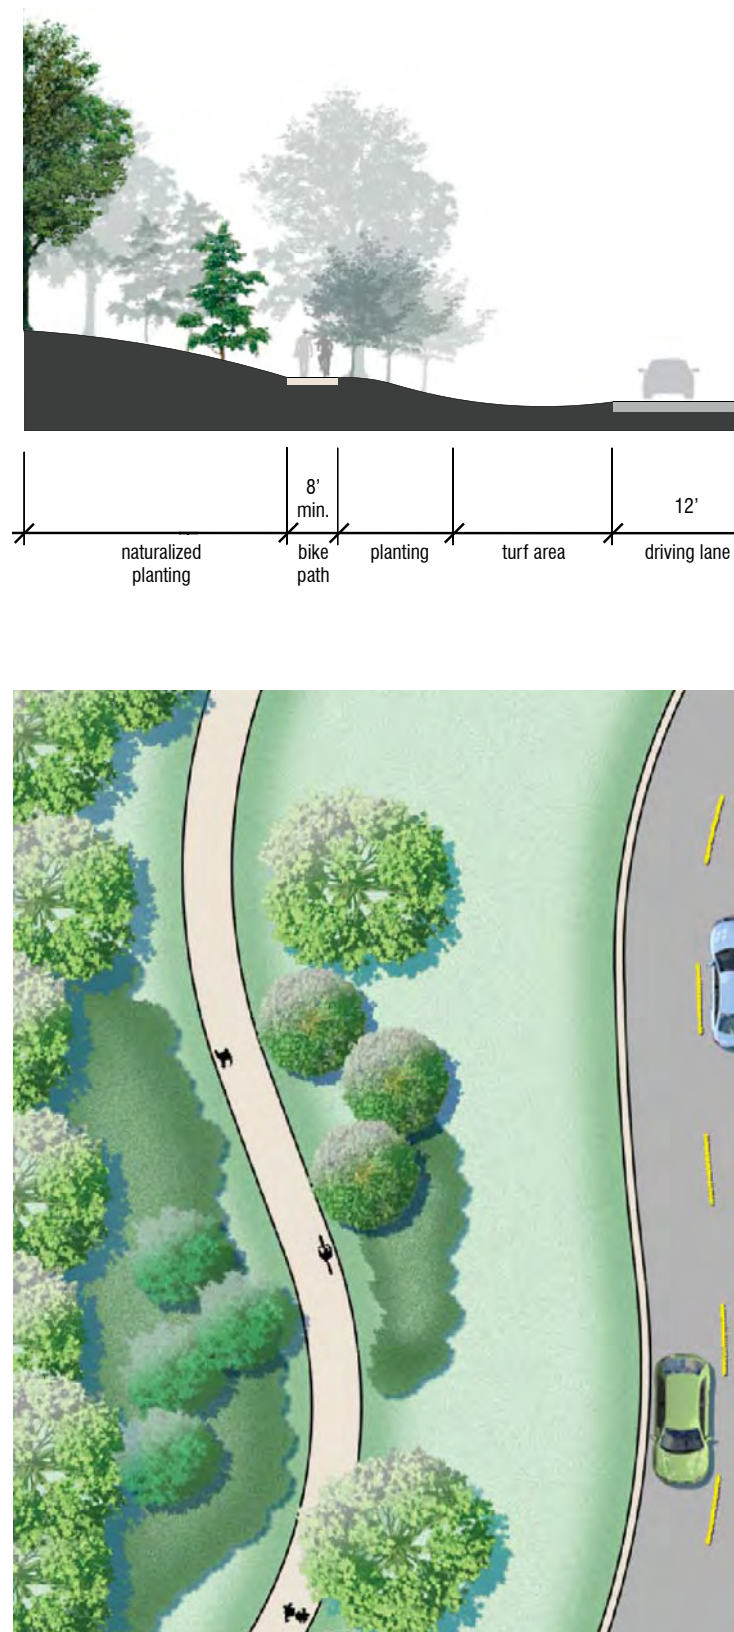 8’
min.
12’
naturalized
planting
bike
path
planting
turf area
driving lane